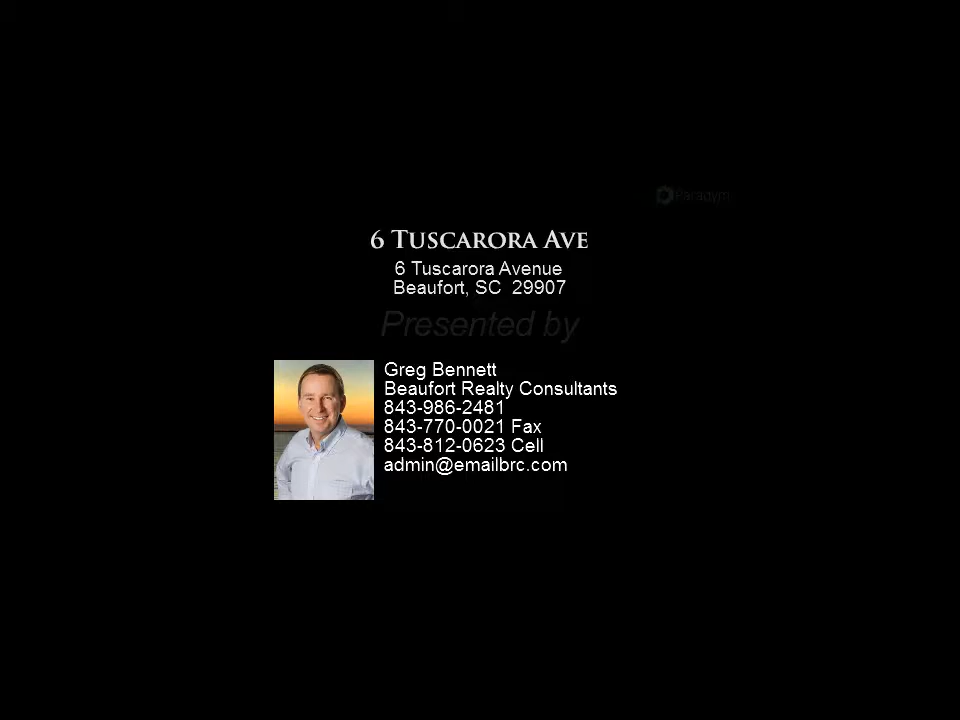 Paradym
6 Tuscarora Ave
6 Tuscarora Avenue
Beaufort, SC  29907
Presented by
Greg Bennett
Beaufort Realty Consultants
843-986-2481
843-770-0021 Fax
843-812-0623 Cell
admin@emailbrc.com